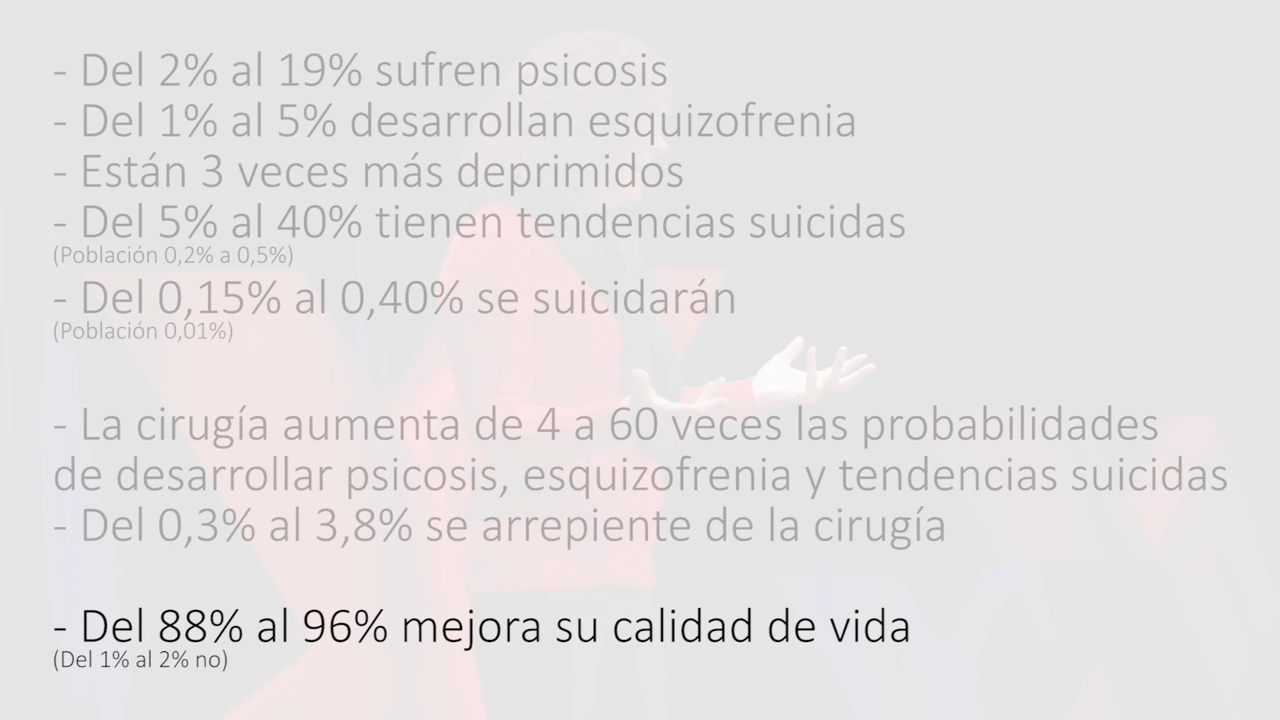 - Del 2% al 19% sufren psicosis
- Del 1% al 5% desarrollan esquizofrenia
- Están 3 veces más deprimidos
- Del 5% al 40% tienen tendencias suicidas
(Población 0,2% a 0,5%)
- Del 0,15% al 0,40% se suicidarán
(Población 0,01%)
- La cirugía aumenta de 4 a 60 veces las probabilidades
de desarrollar psicosis, esquizofrenia y tendencias suicidas
- Del 0,3% al 3,8% se arrepiente de la cirugía
- Del 88% al 96% mejora su calidad de vida
(Del 1% al 2% no)